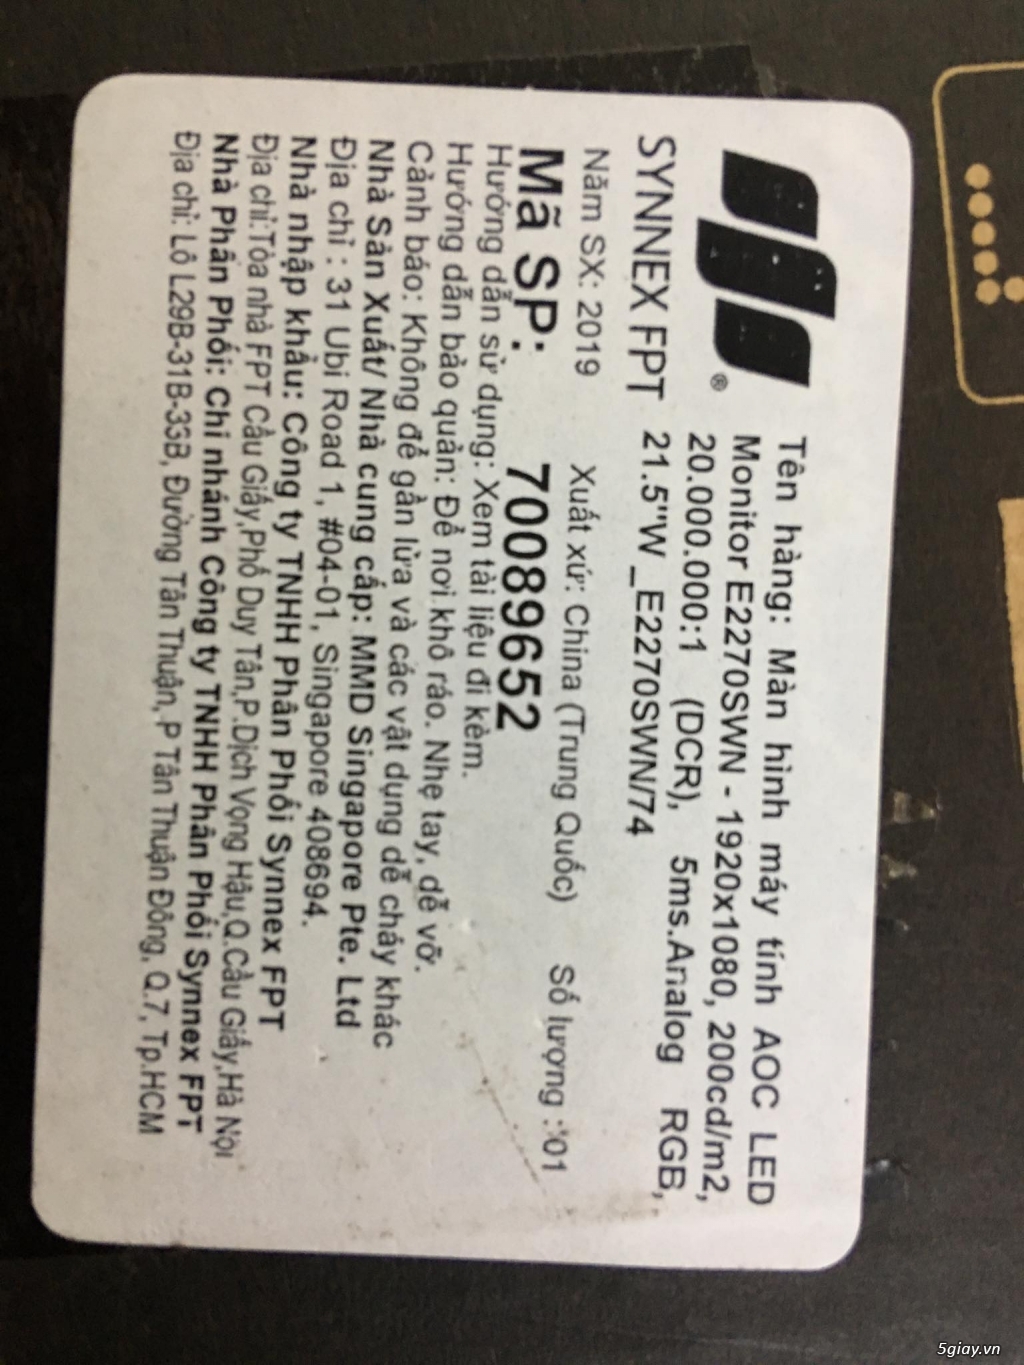 Tên hàng: Màn hình máy tính AOC LED
Monitor E2270SWN - 1920x1080, 200cd/m2,
20.000.000:1 (DCR), 5ms.Analog RGB,
21.5"W_E2270SWN/74
®
SYNNEX FPT
Năm SX: 2019 Xuất xứ: China (Trung Quốc) Số lượng :01
Mã SP: 70089652
Hướng dẫn sử dụng: Xem tài liệu đi kèm.
Hướng dẫn bảo quản: Để nơi khô ráo. Nhẹ tay, dễ vỡ.
Cảnh báo: Không để gần lửa và các vật dụng dễ cháy khác
Nhà Sản Xuất/ Nhà cung cấp: MMD Singapore Pte. Ltd
Địa chỉ : 31 Ubi Road 1, #04-01, Singapore 408694.
Nhà nhập khẩu: Công ty TNHH Phân Phối Synnex FPT
Địa chỉ:Tòa nhà FPT Cầu Giấy,Phố Duy Tân,P.Dịch Vọng Hậu,Q.Cầu Giấy,Hà Nội
Nhà Phân Phối: Chi nhánh Công ty TNHH Phân Phối Synnex FPT
Địa chỉ: Lô L29B-31B-33B, Đường Tân Thuận, P Tân Thuận Đông, Q.7, Tp.HCM
5giay.vn